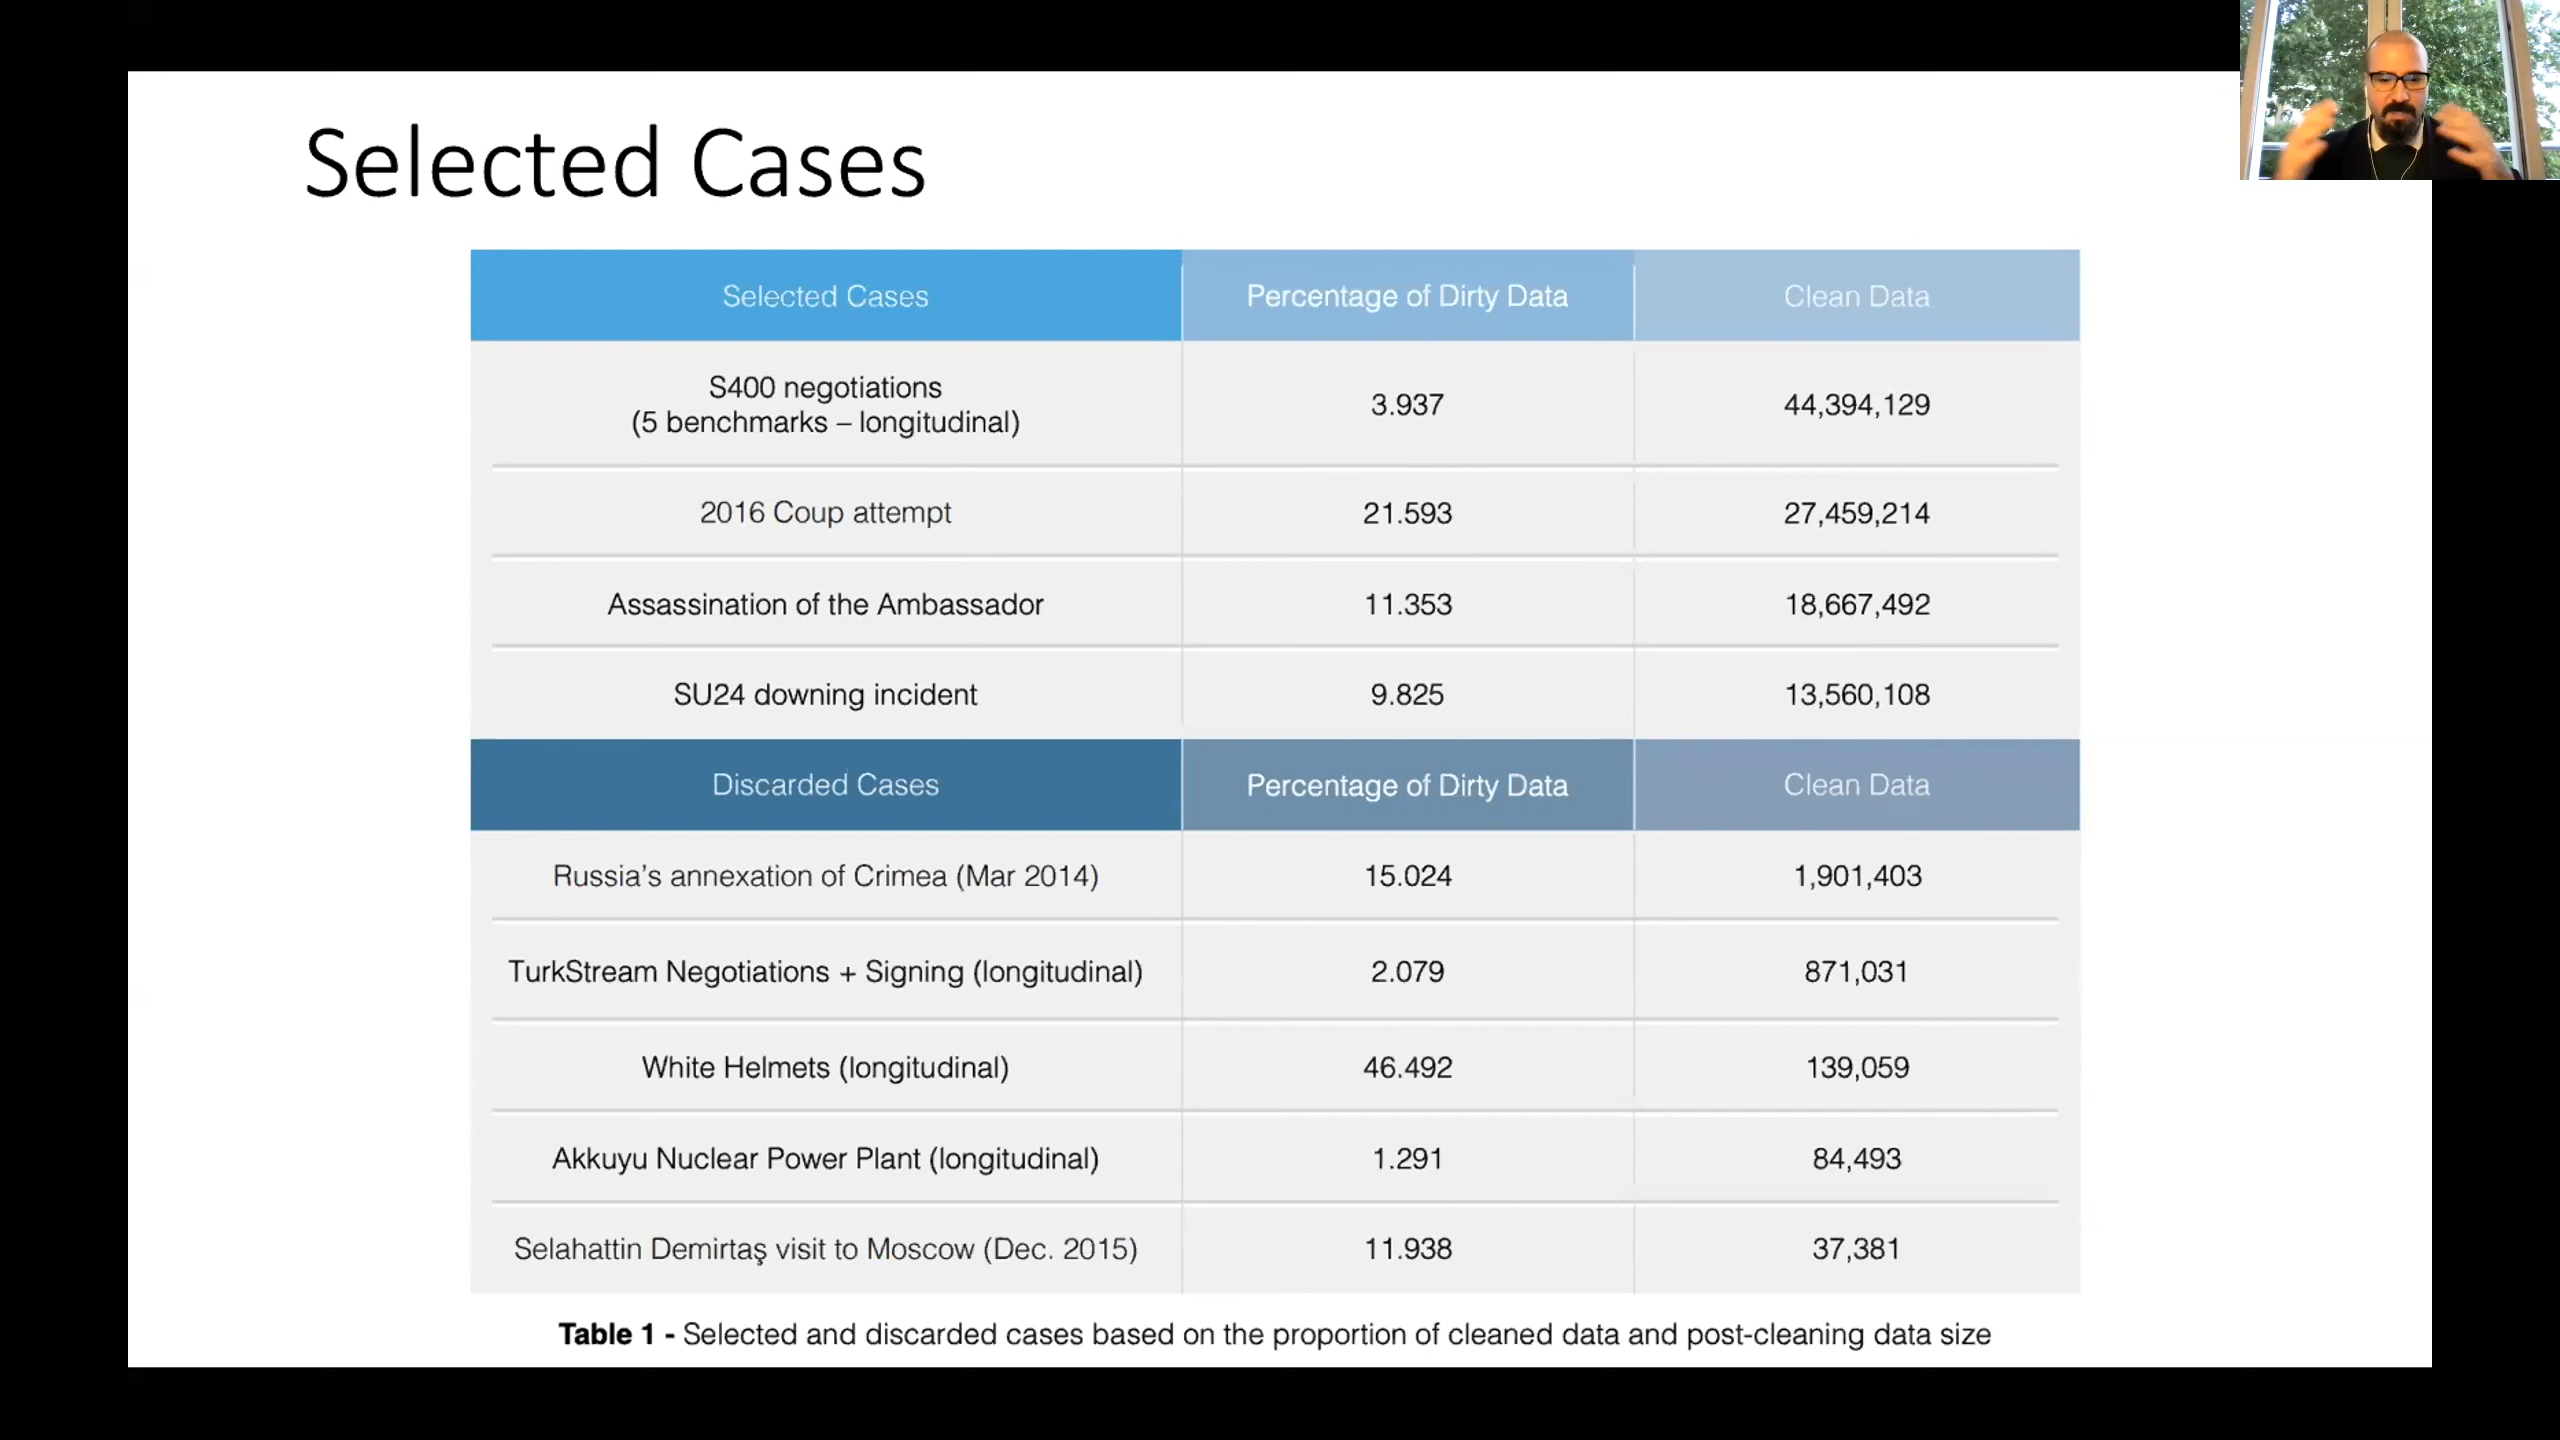 Selected Cases
Selected Cases Percentage of Dirty Data Clean Data
S400 negotiations
(5 benchmarks – longitudinal) 3.937 44,394,129
2016 Coup attempt 21.593 27,459,214
Assassination of the Ambassador 11.353 18,667,492
SU24 downing incident 9.825 13,560,108
Discarded Cases Percentage of Dirty Data Clean Data
Russia’s annexation of Crimea (Mar 2014) 15.024 1,901,403
TurkStream Negotiations + Signing (longitudinal) 2.079 871,031
White Helmets (longitudinal) 46.492 139,059
Akkuyu Nuclear Power Plant (longitudinal) 1.291 84,493
Selahattin Demirtaş visit to Moscow (Dec. 2015) 11.938 37,381
Table 1 - Selected and discarded cases based on the proportion of cleaned data and post-cleaning data size